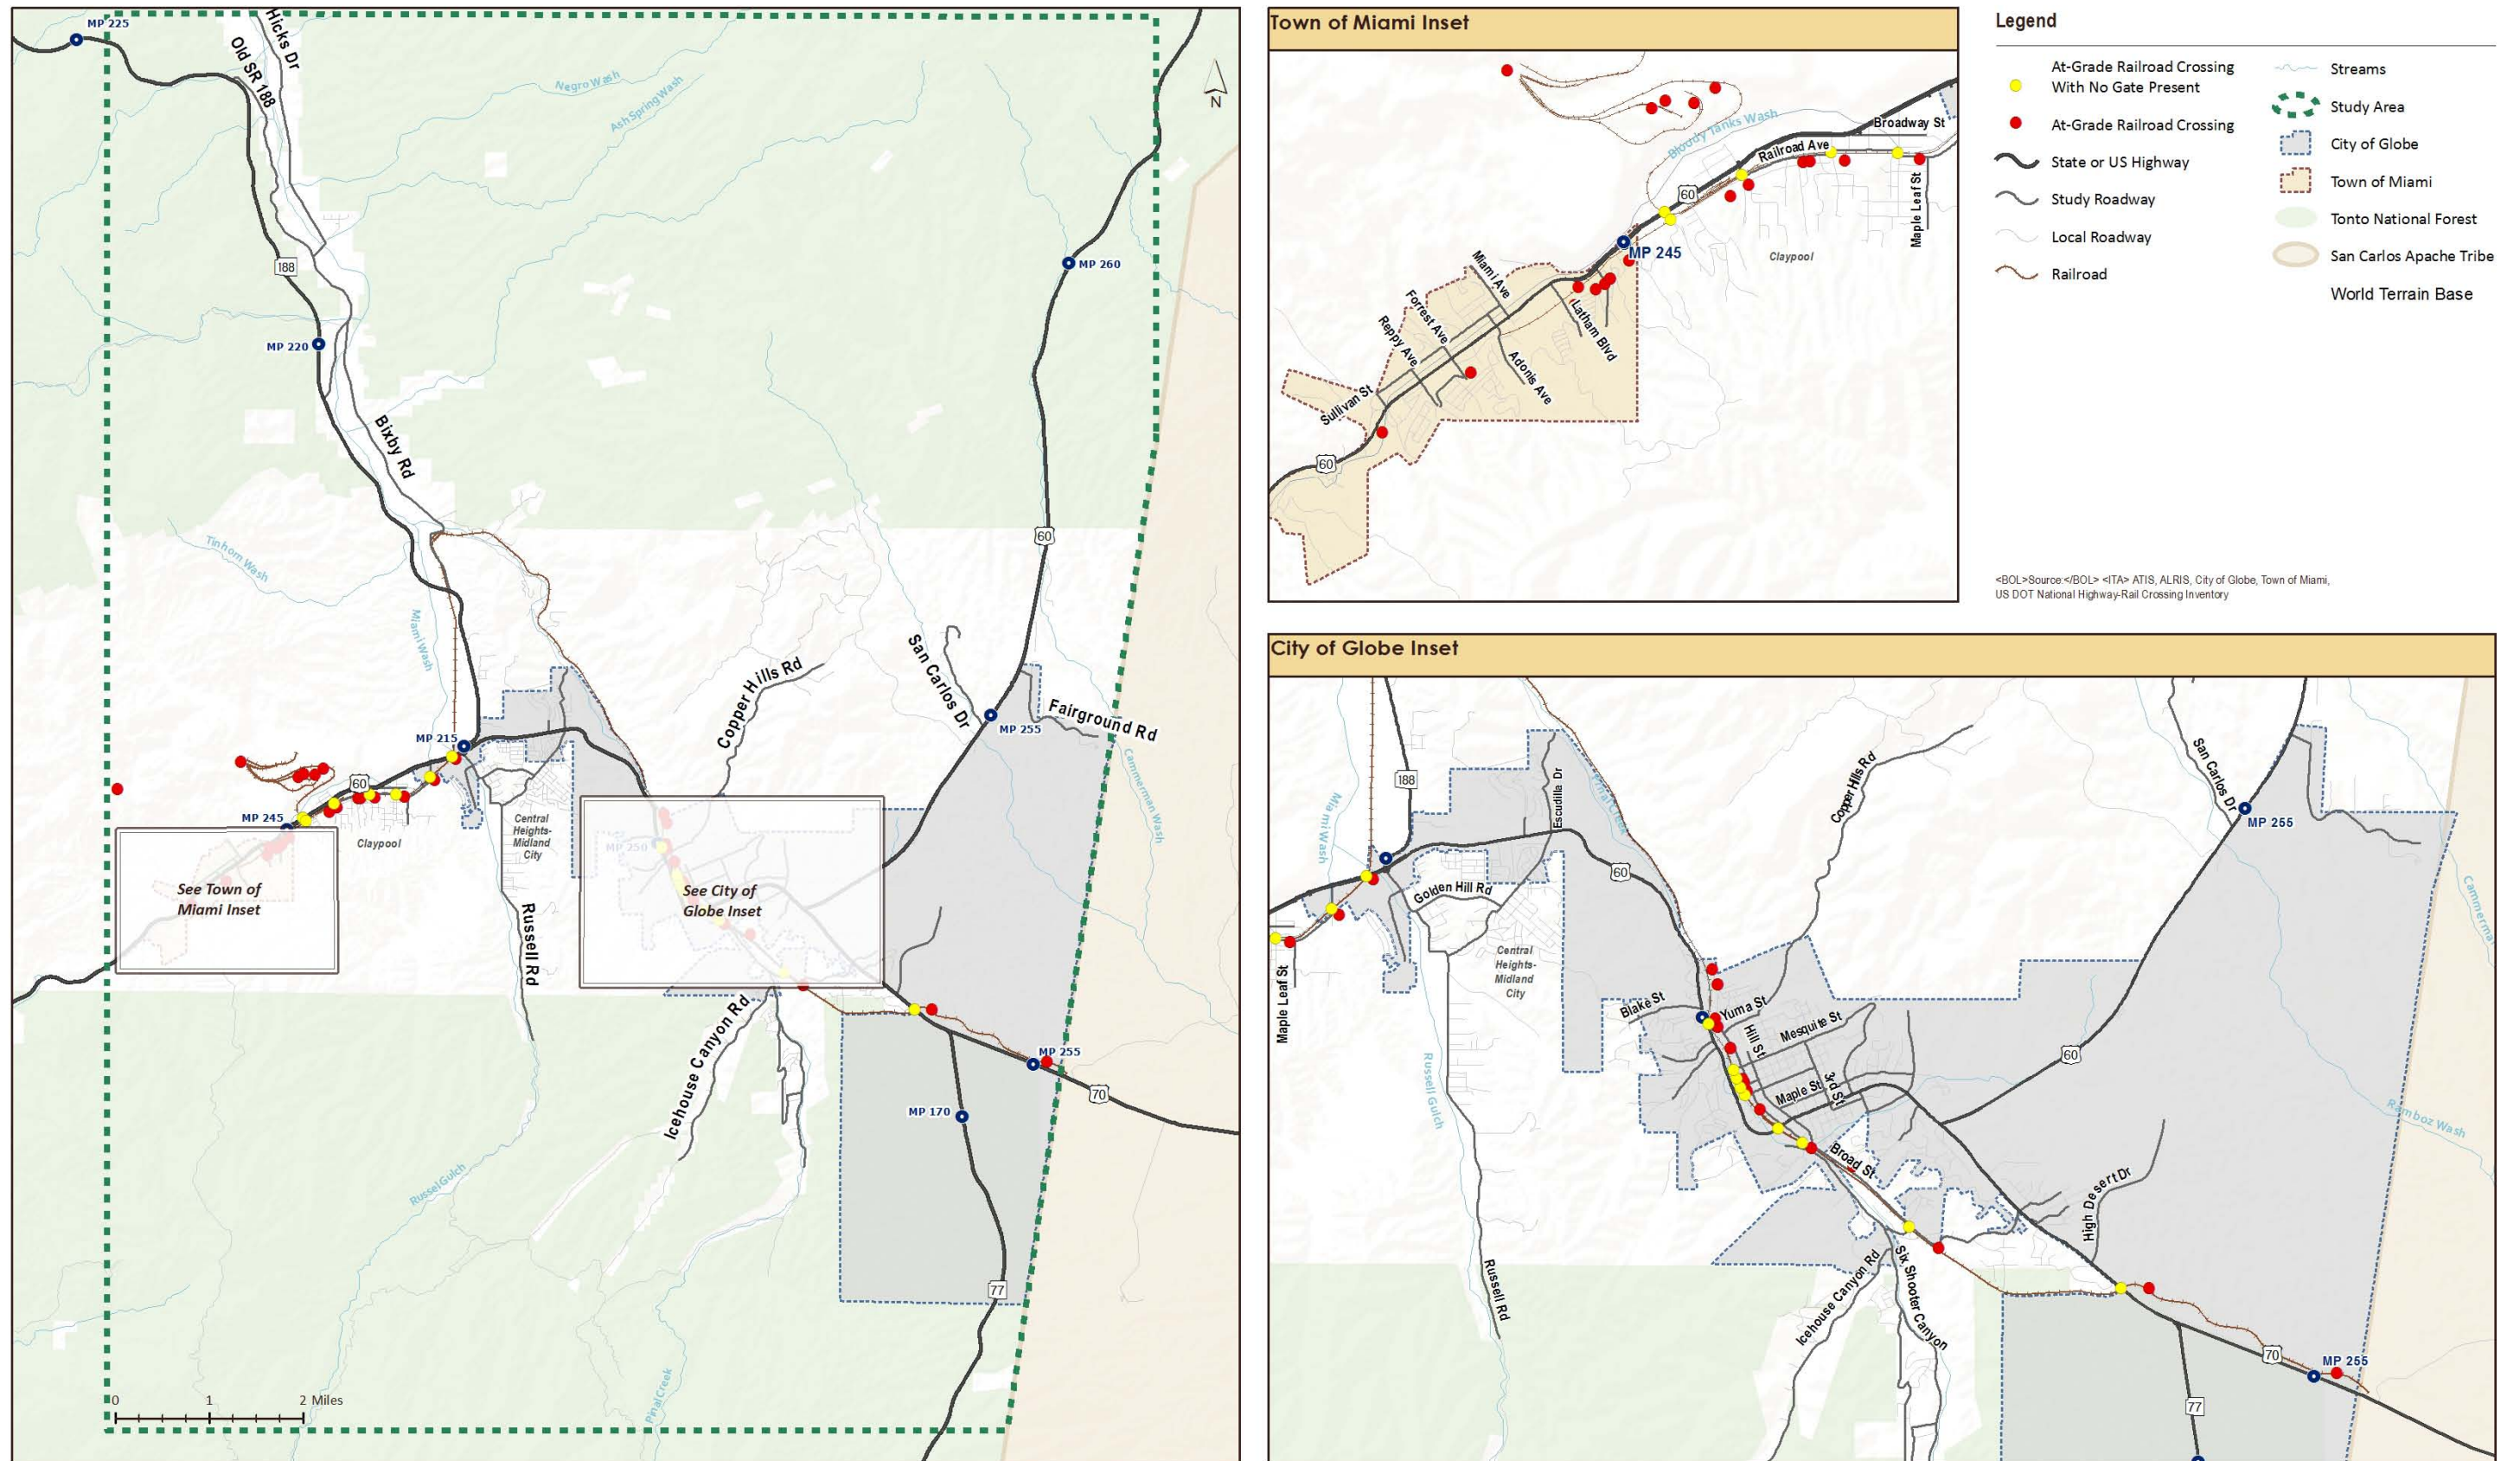 MP 225
Hicks Dr
Old SR 188
Negro Wash
Ash Spring Wash
N
188
MP 260
MP 220
Bixby Rd
60
Tinhorn Wash
Miami Wash
San Carlos Dr
Copper Hills Rd
MP 255
Fairground Rd
MP 215
Cammerman Wash
60
MP 245
Claypool
Central
Heights-
Midland
City
MP 250
See Town of
Miami Inset
See City of
Globe Inset
Russell Rd
Icehouse Canyon Rd
MP 255
70
MP 170
Russel Gulch
77
Pinal Creek
0 1 2 Miles
Town of Miami Inset
Bloody Tanks Wash
Broadway St
Railroad Ave
60
Maple Leaf St
MP 245
Claypool
Miami Ave
Forrest Ave
Reppy Ave
Latham Blvd
Adonis Ave
Sullivan St
60
Legend
At-Grade Railroad Crossing
With No Gate Present
At-Grade Railroad Crossing
State or US Highway
Study Roadway
Local Roadway
Railroad
Streams
Study Area
City of Globe
Town of Miami
Tonto National Forest
San Carlos Apache Tribe
World Terrain Base
<BOL>Source:</BOL> <ITA> ATIS, ALRIS, City of Globe, Town of Miami,
US DOT National Highway-Rail Crossing Inventory
City of Globe Inset
188
Miami Wash
Escudilla Dr
Pinal Creek
Copper Hills Rd
San Carlos Dr
MP 255
60
Golden Hill Rd
Central
Heights-
Midland
City
Maple Leaf St
Blake St
Yuma St
Hill St
Mesquite St
Maple St
3rd St
60
Cammerma
Russell Gulch
Ramboz Wash
Broad St
High Desert Dr
Russell Rd
Icehouse Canyon Rd
Six Shooter Canyon
70
MP 255
77